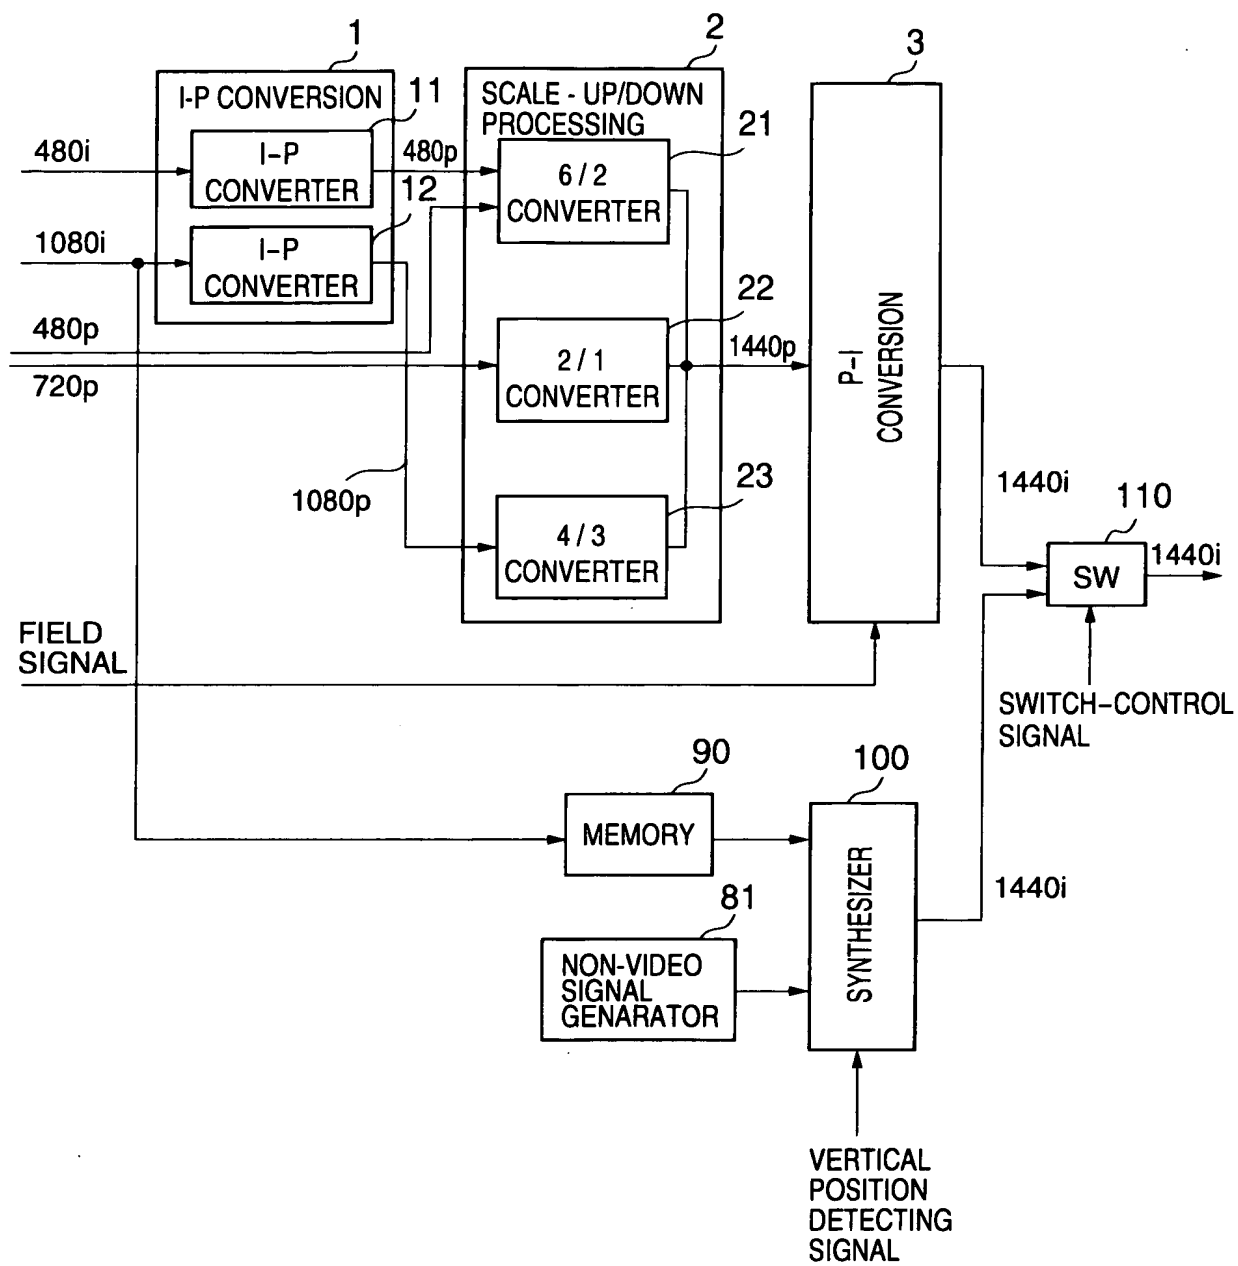 1
2
3
I-P CONVERSION
11
SCALE - UP/DOWN
PROCESSING
21
480i
I-P
CONVERTER
480p
6 / 2
CONVERTER
12
1080i
I-P
CONVERTER
22
480p
720p
2 / 1
CONVERTER
1440p
P-I
CONVERSION
1080p
23
4 / 3
CONVERTER
1440i
110
SW
1440i
FIELD
SIGNAL
SWITCH-CONTROL
SIGNAL
90
MEMORY
100
SYNTHESIZER
1440i
81
NON-VIDEO
SIGNAL
GENARATOR
VERTICAL
POSITION
DETECTING
SIGNAL